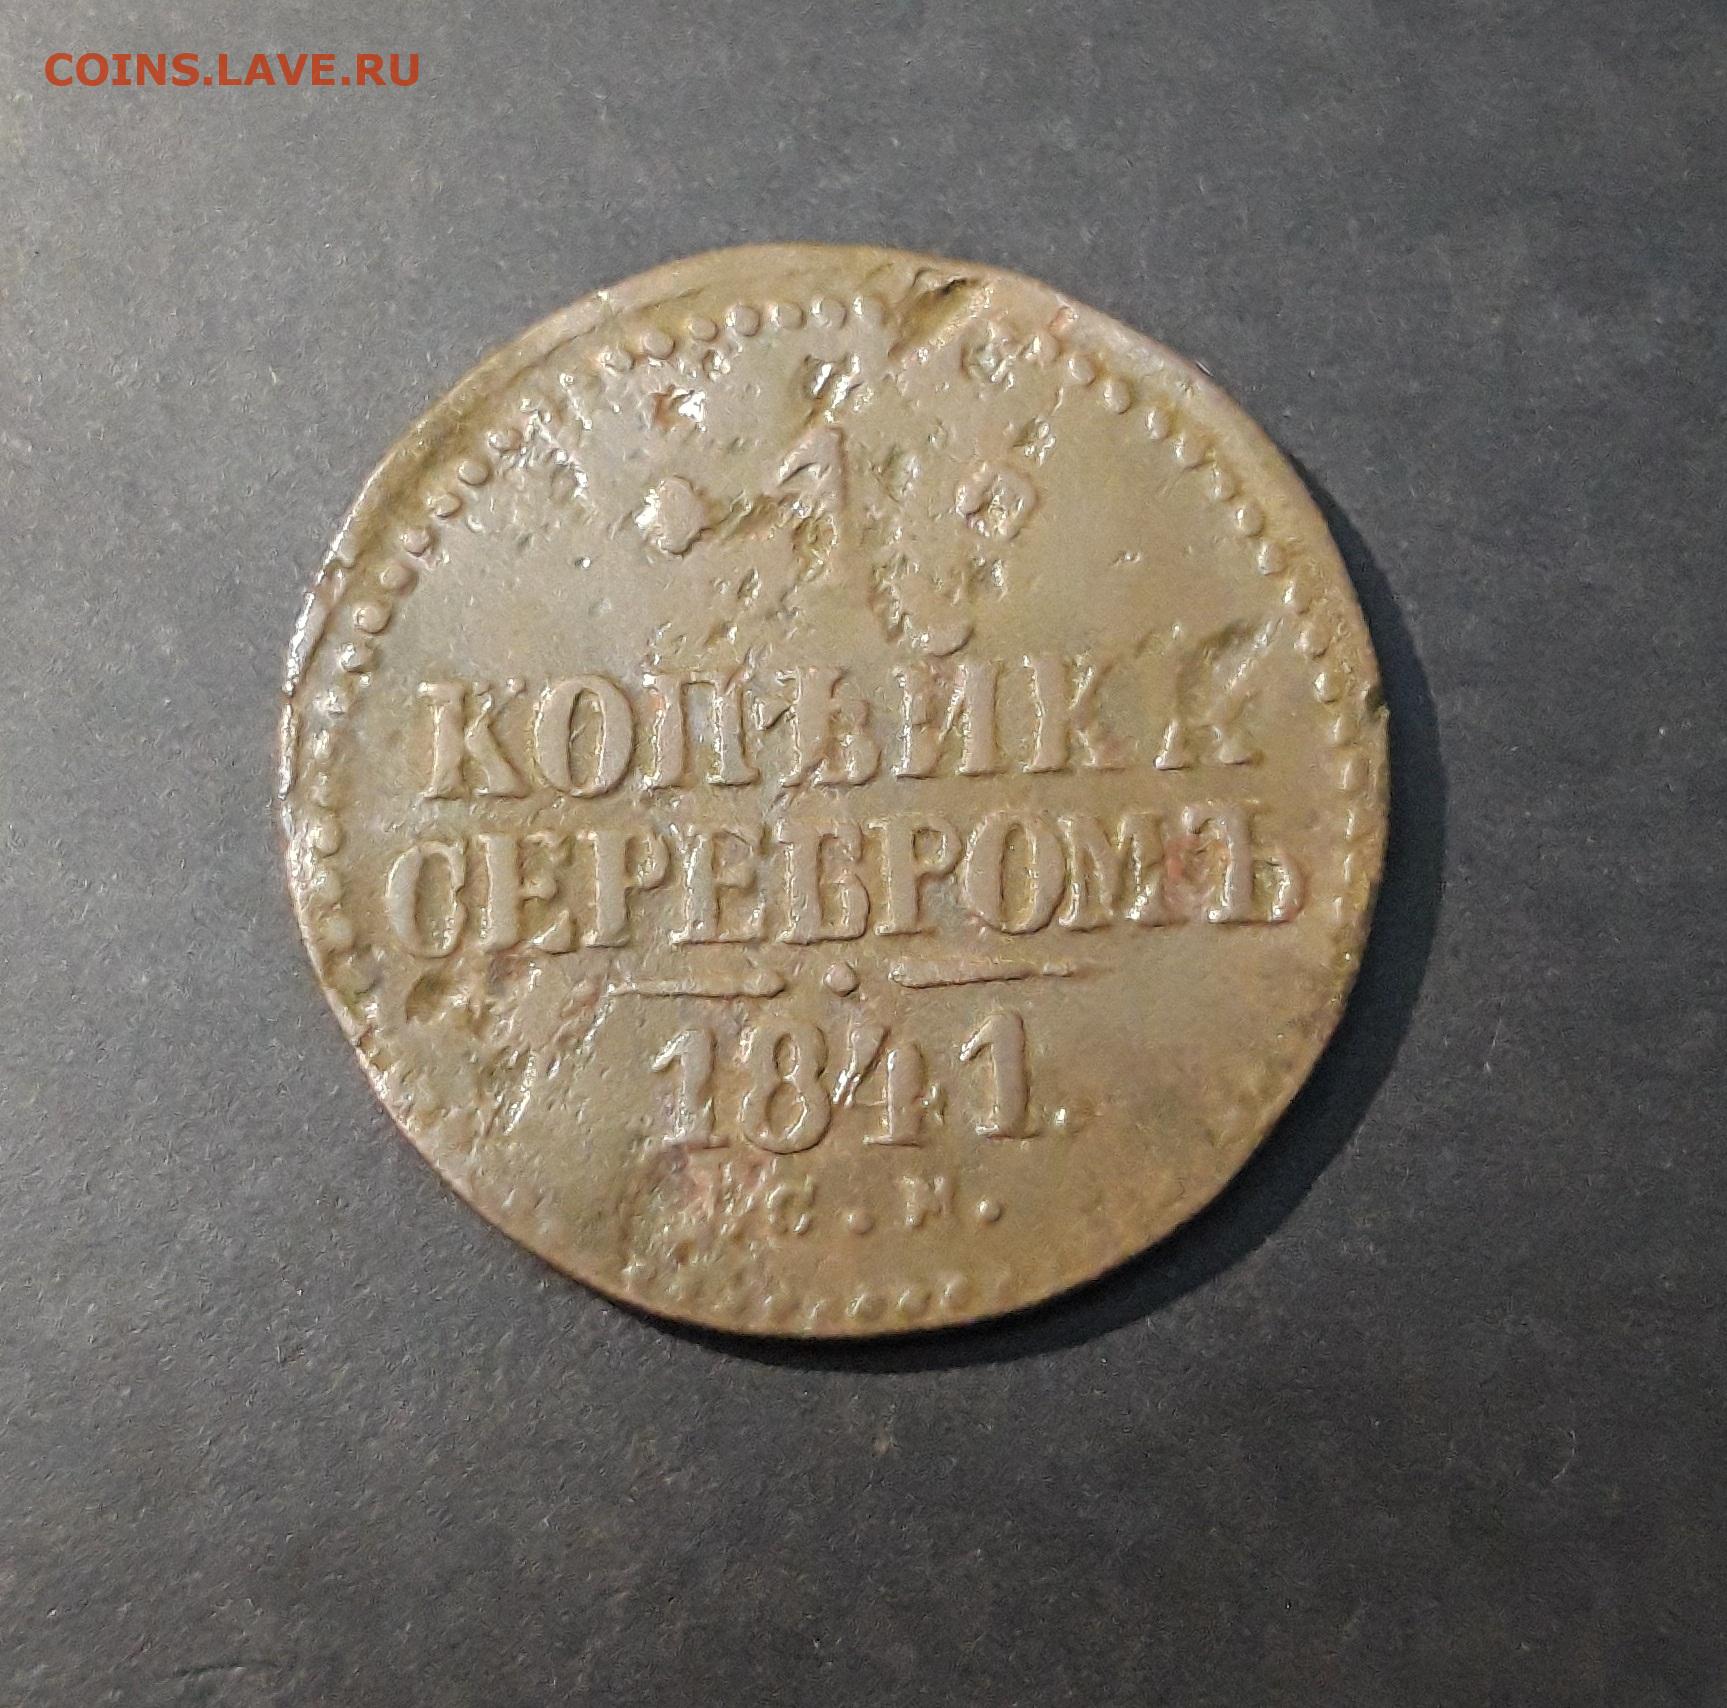 COINS.LAVE.RU
1
КОПѢЙКА
СЕРЕБРОМЪ
1841.
С. М.